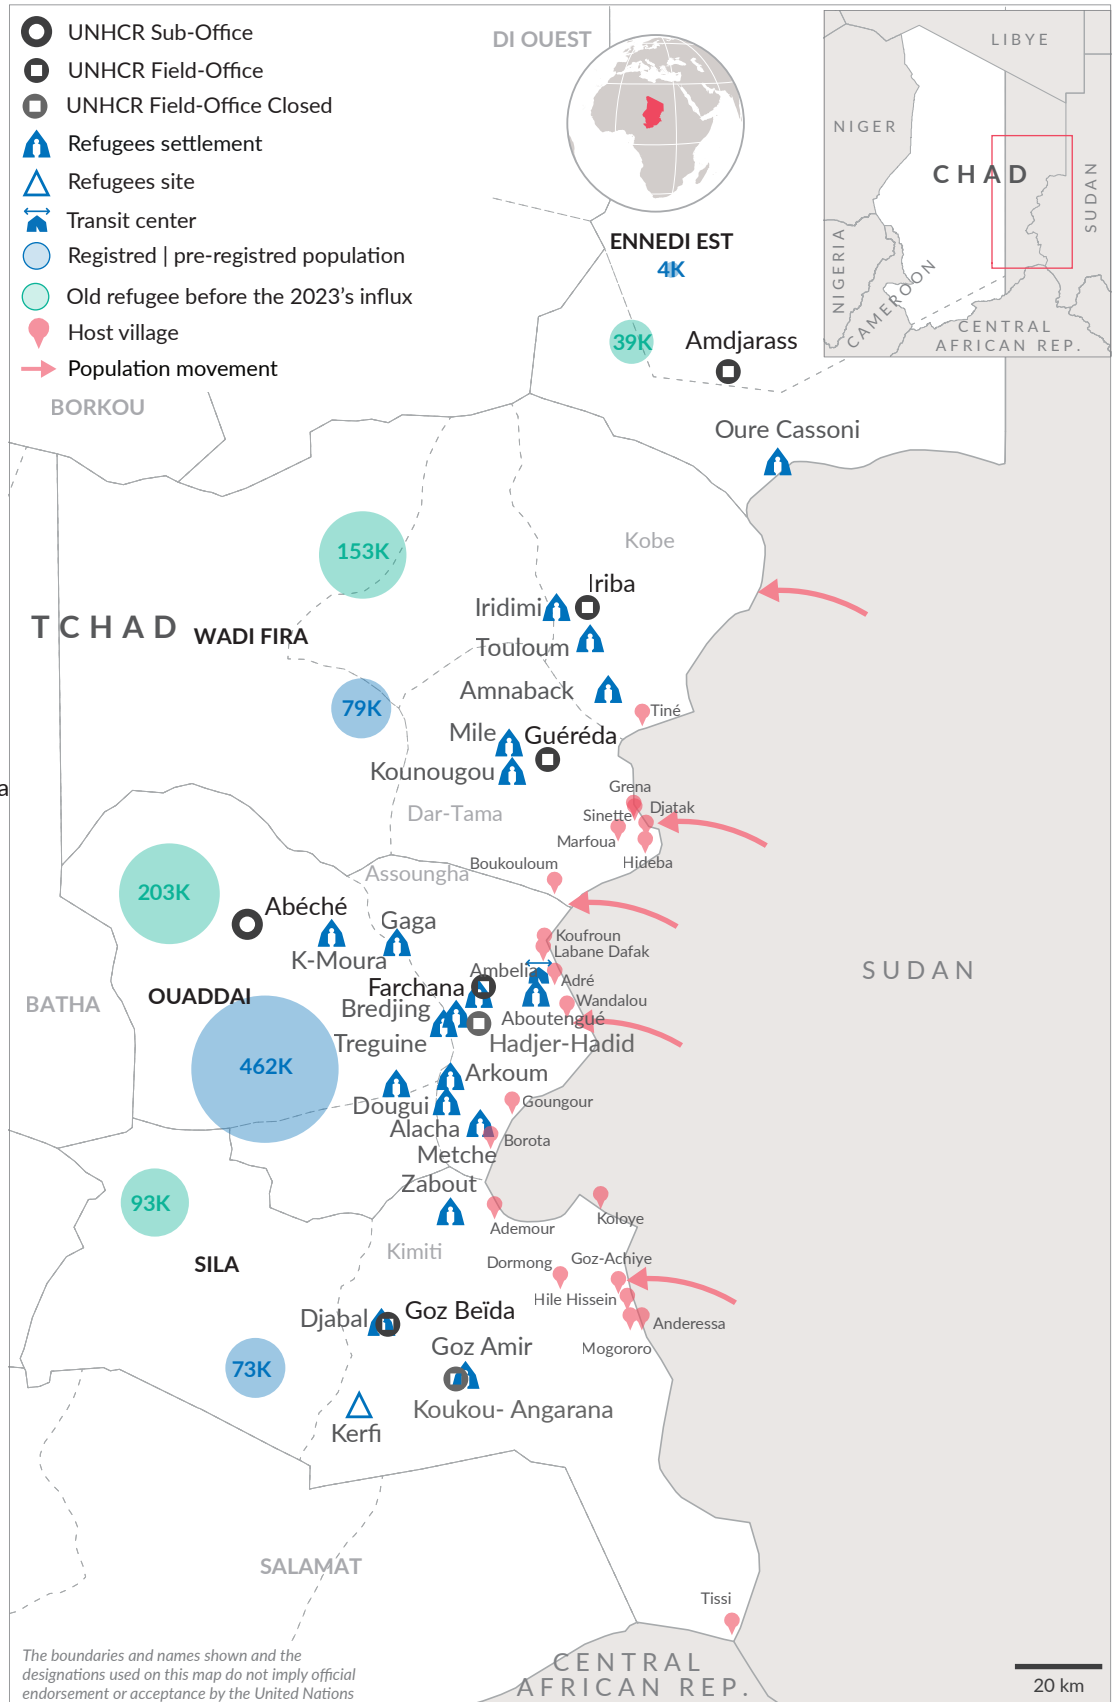 UNHCR Sub-Office
UNHCR Field-Office
UNHCR Field-Office Closed
Refugees settlement
Refugees site
Transit center
Registred | pre-registred population
Old refugee before the 2023's influx
Host village
Population movement
DI OUEST
LIBYE
NIGER
CHAD
SUDAN
NIGERIA
CAMEROON
CENTRAL
AFRICAN REP.
ENNEDI EST
4K
39K
Amdjarass
BORKOU
Oure Cassoni
153K
Kobe
Iriba
Iridimi
TCHAD
WADI FIRA
Touloum
Amnaback
79K
Tiné
Mile
Guéréda
Kounougou
a
Grena
Djatak
Dar-Tama
Sinette
Marfoua
Hideba
Boukouloum
Assoungha
203K
Abéché
Gaga
Koufroun
K-Moura
Labane Dafak
Ambelia
SUDAN
Adré
Farchana
OUADDAI
BATHA
Bredjing
Wandalou
Aboutengué
Treguine
Hadjer-Hadid
462K
Arkoum
Dougui
Goungour
Alacha
Borota
Metche
Zabout
93K
Koloye
Ademour
Kimiti
SILA
Dormong
Goz-Achiye
Hile Hissein
Djabal
Goz Beïda
Anderessa
Goz Amir
Mogororo
73K
Koukou- Angarana
Kerfi
SALAMAT
Tissi
The boundaries and names shown and the
designations used on this map do not imply official
endorsement or acceptance by the United Nations
CENTRAL
AFRICAN REP.
20 km